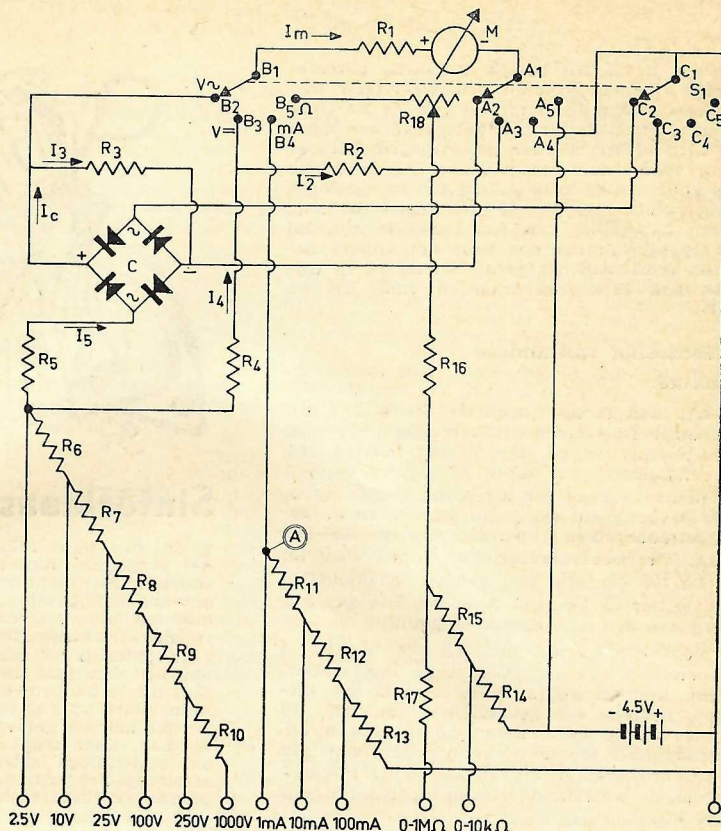 Im R1 + −M
B1 A1 C1
V~ B2 B5 Ω R18 A2 A5 C2 S1 C5
V= B3 mA A3 A4 C3 C4
B4
I3 R3 I2 R2
Ic ~
+ C −
~ I4
I5
R5 R4 R16
R6
R7 A
R8 R11 R15
R9 R12 R17 R14 - 4.5V+
R10 R13
2.5V 10V 25V 100V 250V 1000V 1mA 10mA 100mA 0-1MΩ 0-10kΩ −